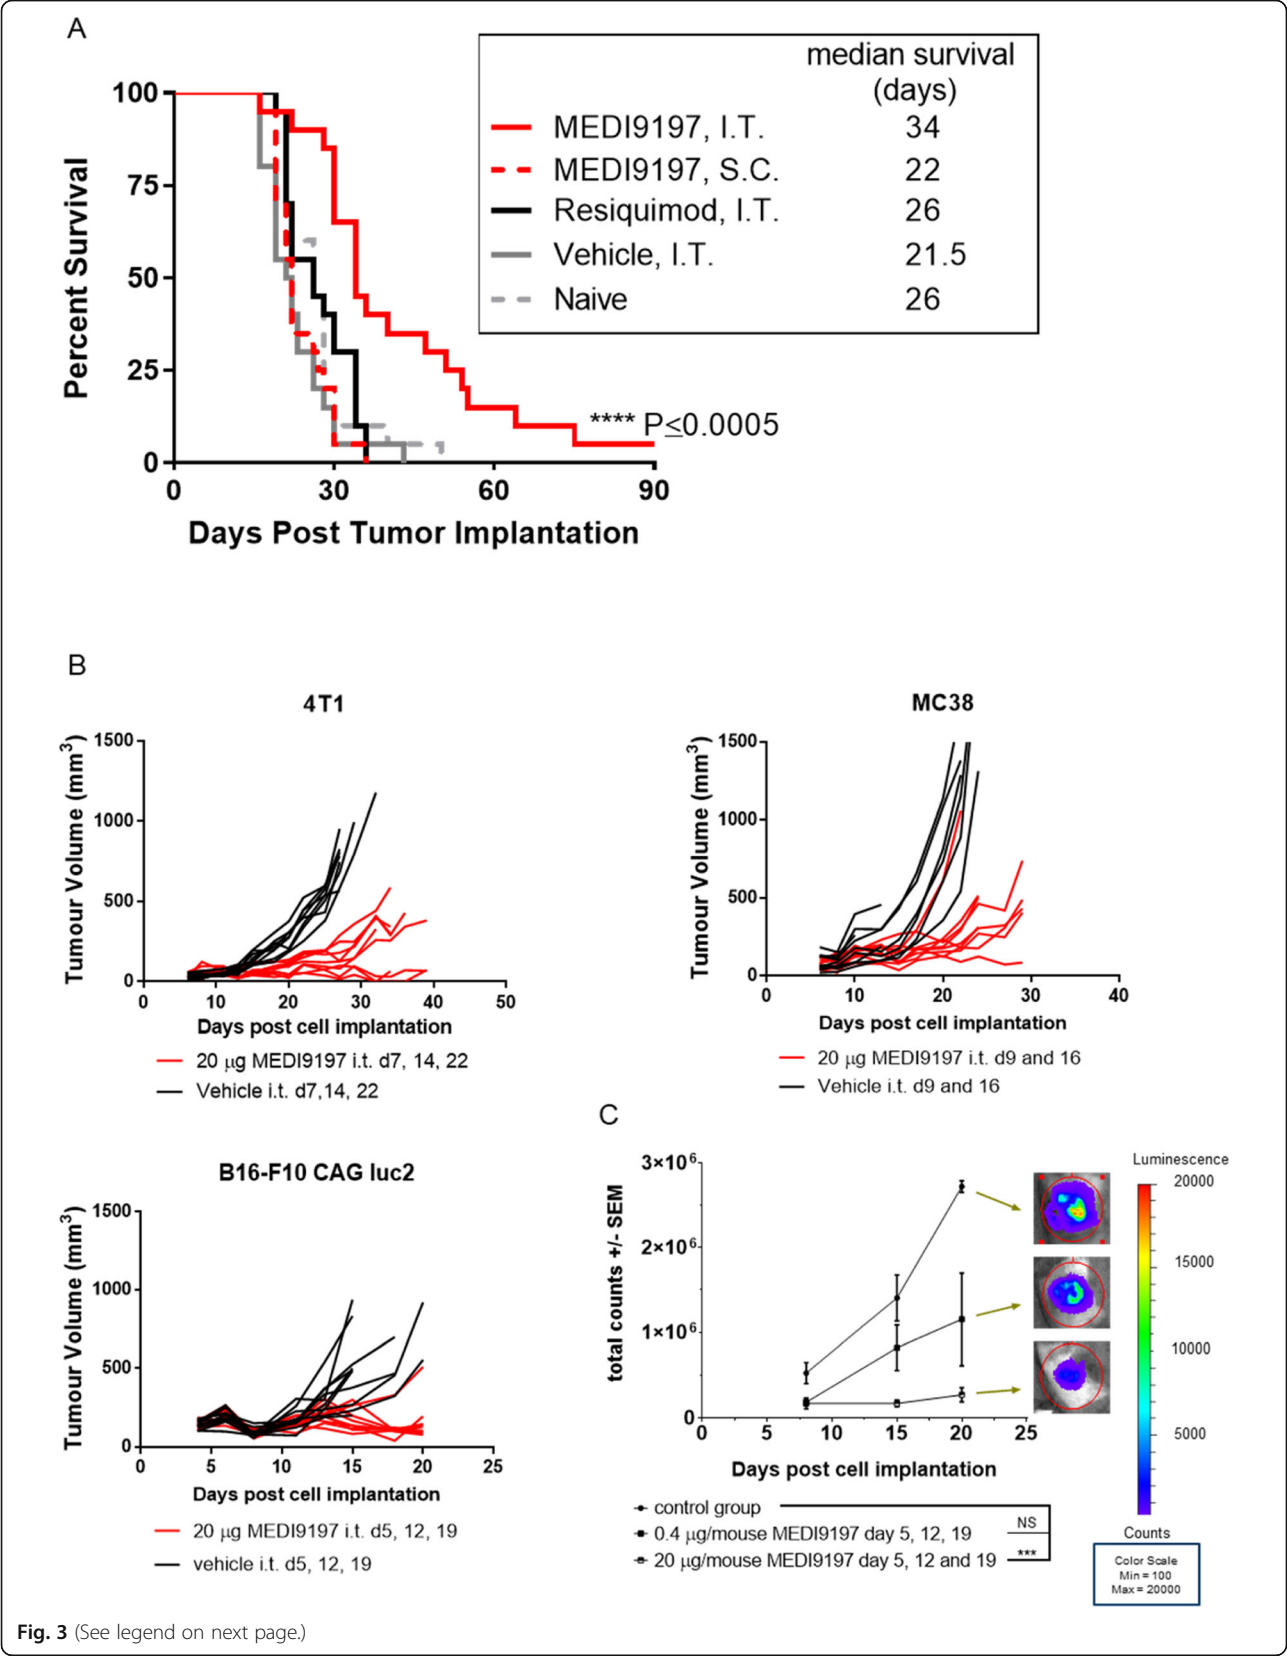 A
median survival
(days)
MEDI9197, I.T. 34
MEDI9197, S.C. 22
Resiquimod, I.T. 26
Vehicle, I.T. 21.5
Naive 26
Percent Survival
100
75
50
25
0
**** P≤0.0005
0 30 60 90
Days Post Tumor Implantation
B
4T1
Tumour Volume (mm³)
1500
1000
500
0
0 10 20 30 40 50
Days post cell implantation
20 µg MEDI9197 i.t. d7, 14, 22
Vehicle i.t. d7,14, 22
MC38
Tumour Volume (mm³)
1500
1000
500
0
0 10 20 30 40
Days post cell implantation
20 µg MEDI9197 i.t. d9 and 16
Vehicle i.t. d9 and 16
B16-F10 CAG luc2
Tumour Volume (mm³)
1500
1000
500
0
0 5 10 15 20 25
Days post cell implantation
20 µg MEDI9197 i.t. d5, 12, 19
vehicle i.t. d5, 12, 19
C
total counts +/- SEM
3×10⁶
2×10⁶
1×10⁶
0
0 5 10 15 20 25
Days post cell implantation
control group
0.4 µg/mouse MEDI9197 day 5, 12, 19
20 µg/mouse MEDI9197 day 5, 12 and 19
NS
***
Luminescence
20000
15000
10000
5000
Counts
Color Scale
Min = 100
Max = 20000
Fig. 3 (See legend on next page.)